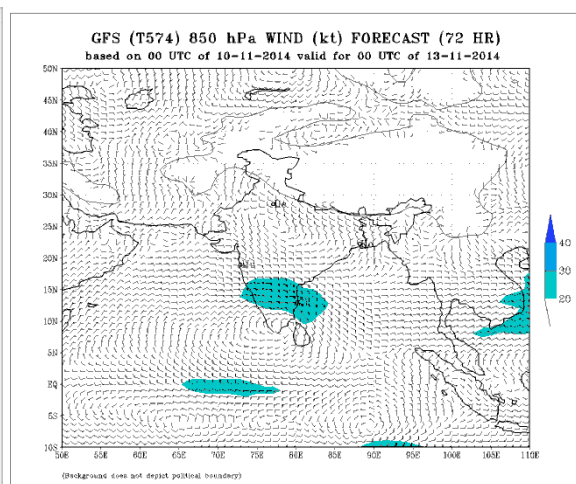 GFS (T574) 850 hPa WIND (kt) FORECAST (72 HR)
based on 00 UTC of 10-11-2014 valid for 00 UTC of 13-11-2014
50N
45N
40N
35N
30N
25N
20N
15N
10N
5N
EQ
5S
10S
50E 55E 60E 65E 70E 75E 80E 85E 90E 95E 100E 105E 110E
40
30
20
(Background does not depict political boundary)